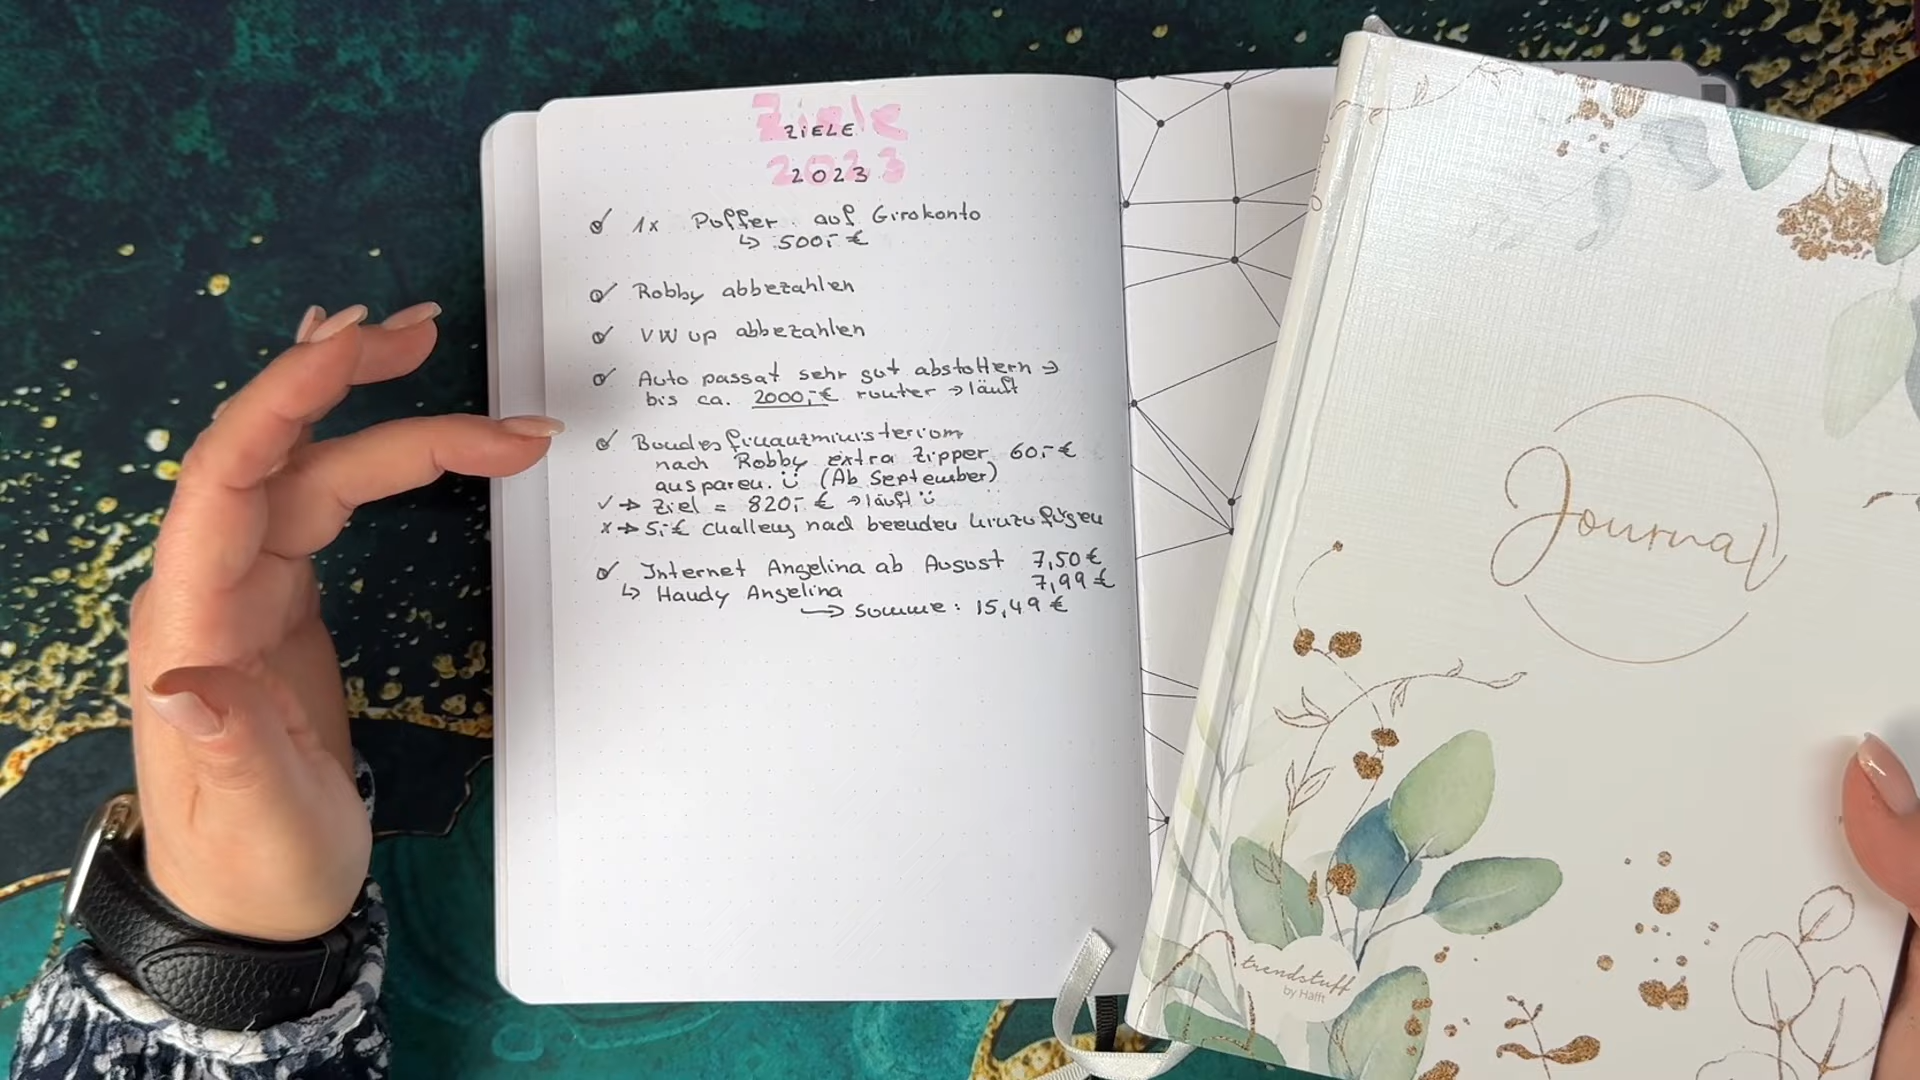 ZIELE
2023
1x Puffer auf Girokonto
↳ 500,-€
Robby abbezahlen
VW up abbezahlen
Auto passat sehr gut abstottern →
bis ca. 2000,-€ runter → läuft
Bundesfinanzministerium
nach Robby extra Zipper 60,-€
ansparen. ü (Ab September)
✓ → Ziel = 820,- € → läuft ü
x → 5,-€ challeng nach beenden hinzufügen
Internet Angelina ab August 7,50€
↳ Handy Angelina 7,99€
→ Summe: 15,49€
Journal
trendstuff
by Häfft